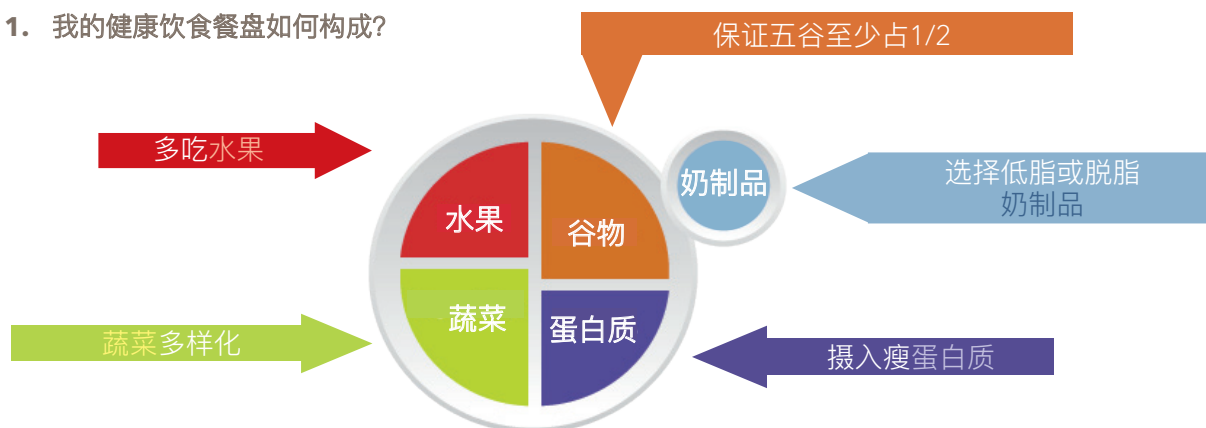 1. 我的健康饮食餐盘如何构成?
保证五谷至少占1/2
多吃水果
选择低脂或脱脂
奶制品
奶制品
水果
谷物
蔬菜
蛋白质
蔬菜多样化
摄入瘦蛋白质